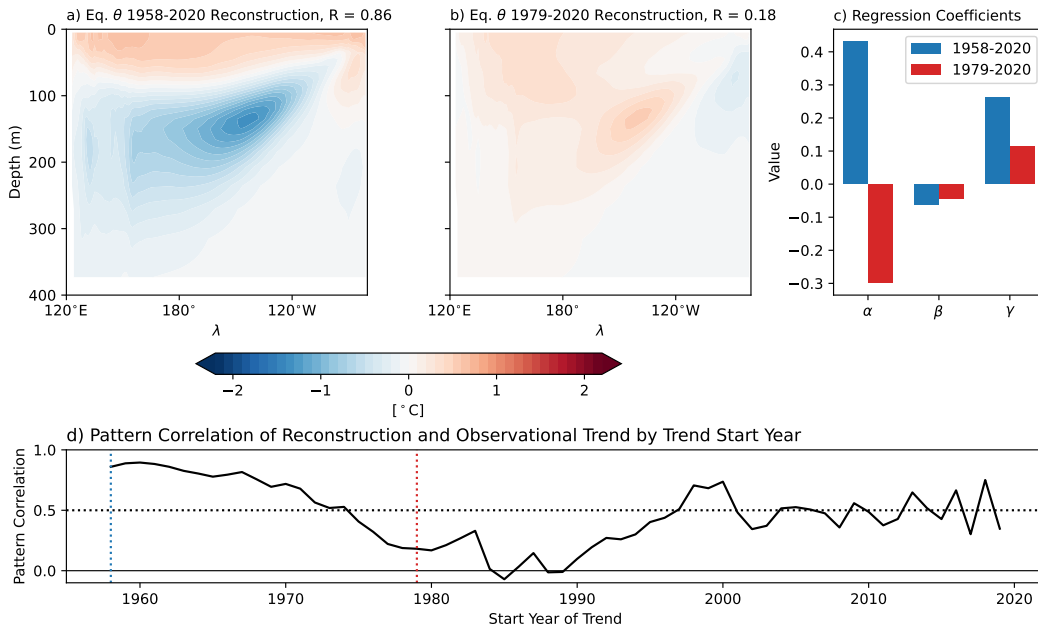 a) Eq. θ 1958-2020 Reconstruction, R = 0.86
b) Eq. θ 1979-2020 Reconstruction, R = 0.18
c) Regression Coefficients
0
100
200
300
400
Depth (m)
120°E
180°
120°W
λ
120°E
180°
120°W
λ
0.4
0.3
0.2
0.1
0.0
−0.1
−0.2
−0.3
Value
1958-2020
1979-2020
α
β
γ
−2
−1
0
1
2
[°C]
d) Pattern Correlation of Reconstruction and Observational Trend by Trend Start Year
1.0
0.5
0.0
Pattern Correlation
1960
1970
1980
1990
2000
2010
2020
Start Year of Trend